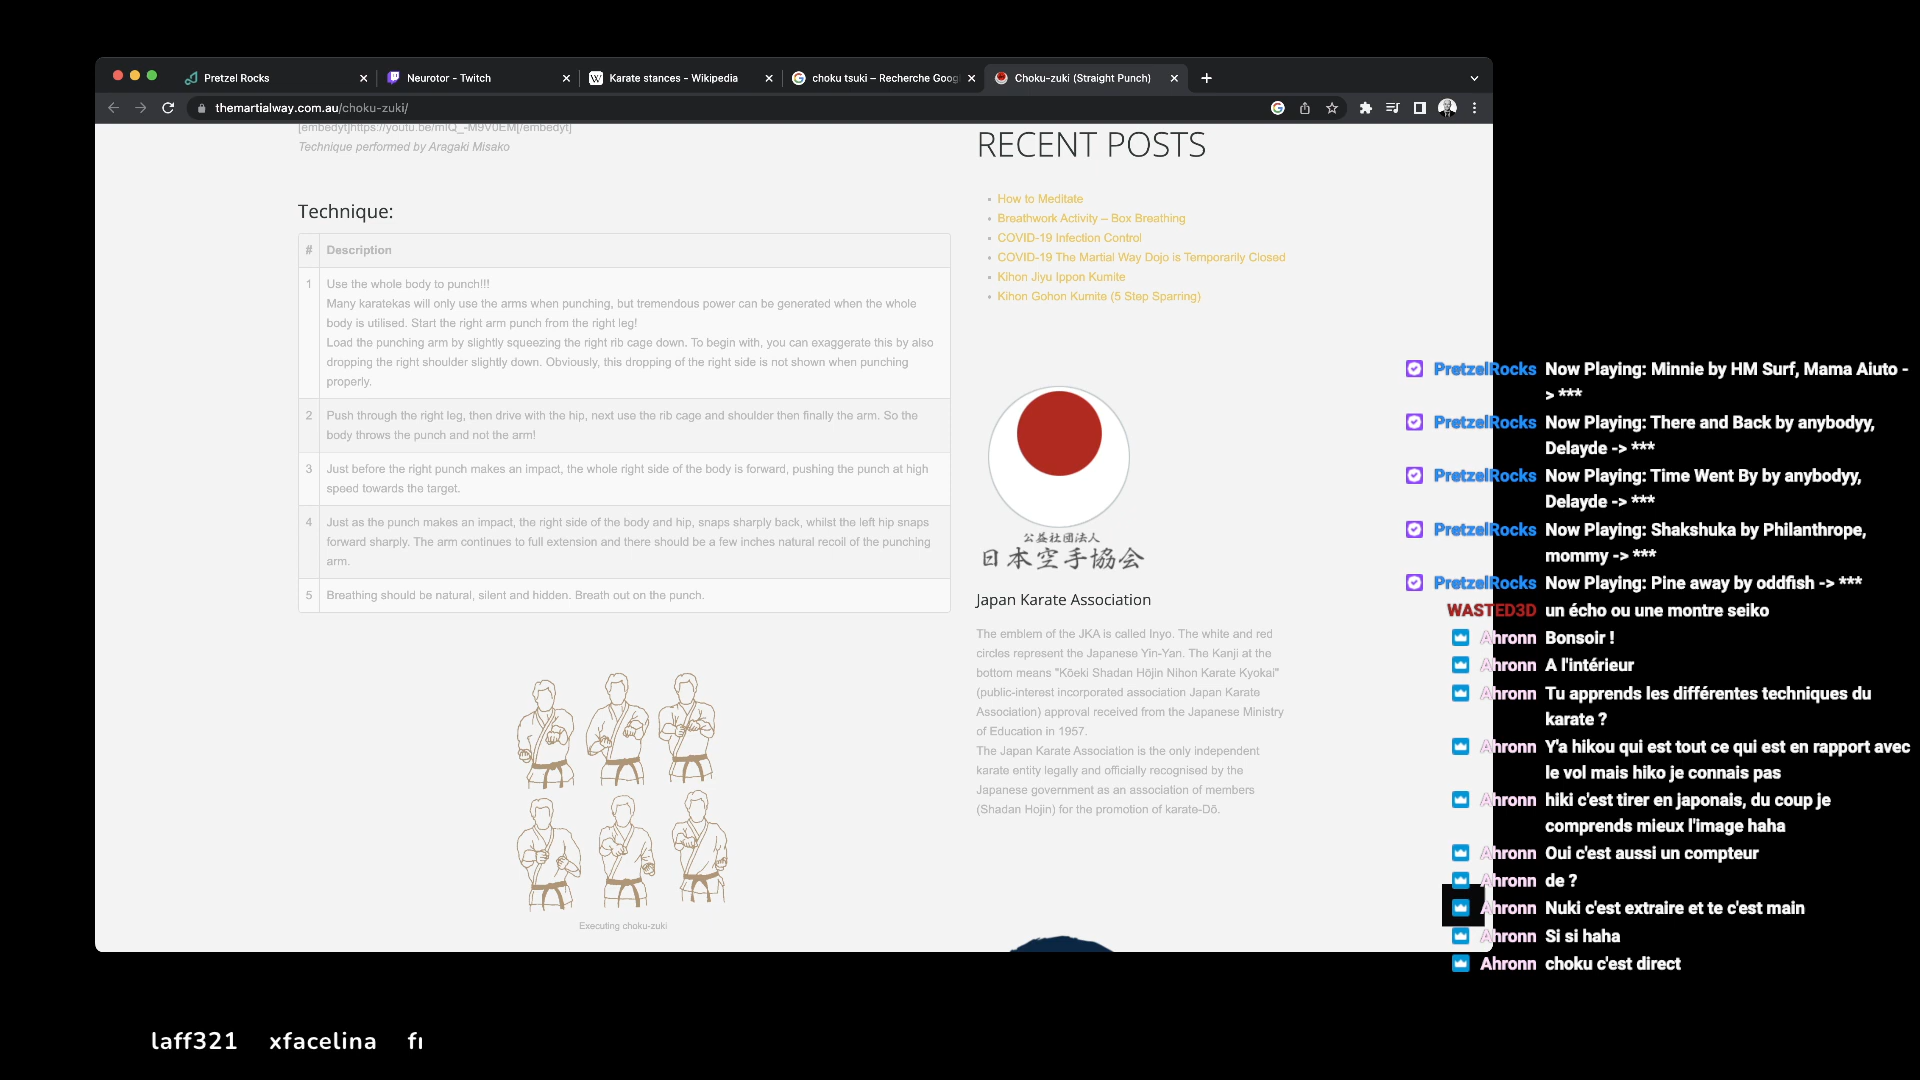 Pretzel Rocks
Neurotor - Twitch
Karate stances - Wikipedia
choku tsuki – Recherche Goog
Choku-zuki (Straight Punch)
themartialway.com.au/choku-zuki/
Technique performed by Aragaki Misako
Technique:
# Description
1 Use the whole body to punch!!!
Many karatekas will only use the arms when punching, but tremendous power can be generated when the whole
body is utilised. Start the right arm punch from the right leg!
Load the punching arm by slightly squeezing the right rib cage down. To begin with, you can exaggerate this by also
dropping the right shoulder slightly down. Obviously, this dropping of the right side is not shown when punching
properly.
2 Push through the right leg, then drive with the hip, next use the rib cage and shoulder then finally the arm. So the
body throws the punch and not the arm!
3 Just before the right punch makes an impact, the whole right side of the body is forward, pushing the punch at high
speed towards the target.
4 Just as the punch makes an impact, the right side of the body and hip, snaps sharply back, whilst the left hip snaps
forward sharply. The arm continues to full extension and there should be a few inches natural recoil of the punching
arm.
5 Breathing should be natural, silent and hidden. Breath out on the punch.
Executing choku-zuki
RECENT POSTS
How to Meditate
Breathwork Activity – Box Breathing
COVID-19 Infection Control
COVID-19 The Martial Way Dojo is Temporarily Closed
Kihon Jiyu Ippon Kumite
Kihon Gohon Kumite (5 Step Sparring)
公益社団法人
日本空手協会
Japan Karate Association
The emblem of the JKA is called Inyo. The white and red
circles represent the Japanese Yin-Yan. The Kanji at the
bottom means "Kōeki Shadan Hōjin Nihon Karate Kyokai"
(public-interest incorporated association Japan Karate
Association) approval received from the Japanese Ministry
of Education in 1957.
The Japan Karate Association is the only independent
karate entity legally and officially recognised by the
Japanese government as an association of members
(Shadan Hojin) for the promotion of karate-Dō.
PretzelRocks Now Playing: Minnie by HM Surf, Mama Aiuto -
> ***
PretzelRocks Now Playing: There and Back by anybodyy,
Delayde -> ***
PretzelRocks Now Playing: Time Went By by anybodyy,
Delayde -> ***
PretzelRocks Now Playing: Shakshuka by Philanthrope,
mommy -> ***
PretzelRocks Now Playing: Pine away by oddfish -> ***
WASTED3D un écho ou une montre seiko
Ahronn Bonsoir !
Ahronn A l'intérieur
Ahronn Tu apprends les différentes techniques du
karate ?
Ahronn Y'a hikou qui est tout ce qui est en rapport avec
le vol mais hiko je connais pas
Ahronn hiki c'est tirer en japonais, du coup je
comprends mieux l'image haha
Ahronn Oui c'est aussi un compteur
Ahronn de ?
Ahronn Nuki c'est extraire et te c'est main
Ahronn Si si haha
Ahronn choku c'est direct
laff321 xfacelina